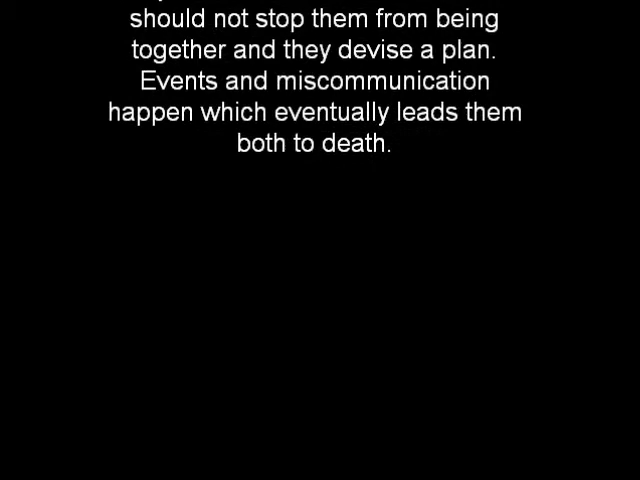 should not stop them from being
together and they devise a plan.
Events and miscommunication
happen which eventually leads them
both to death.